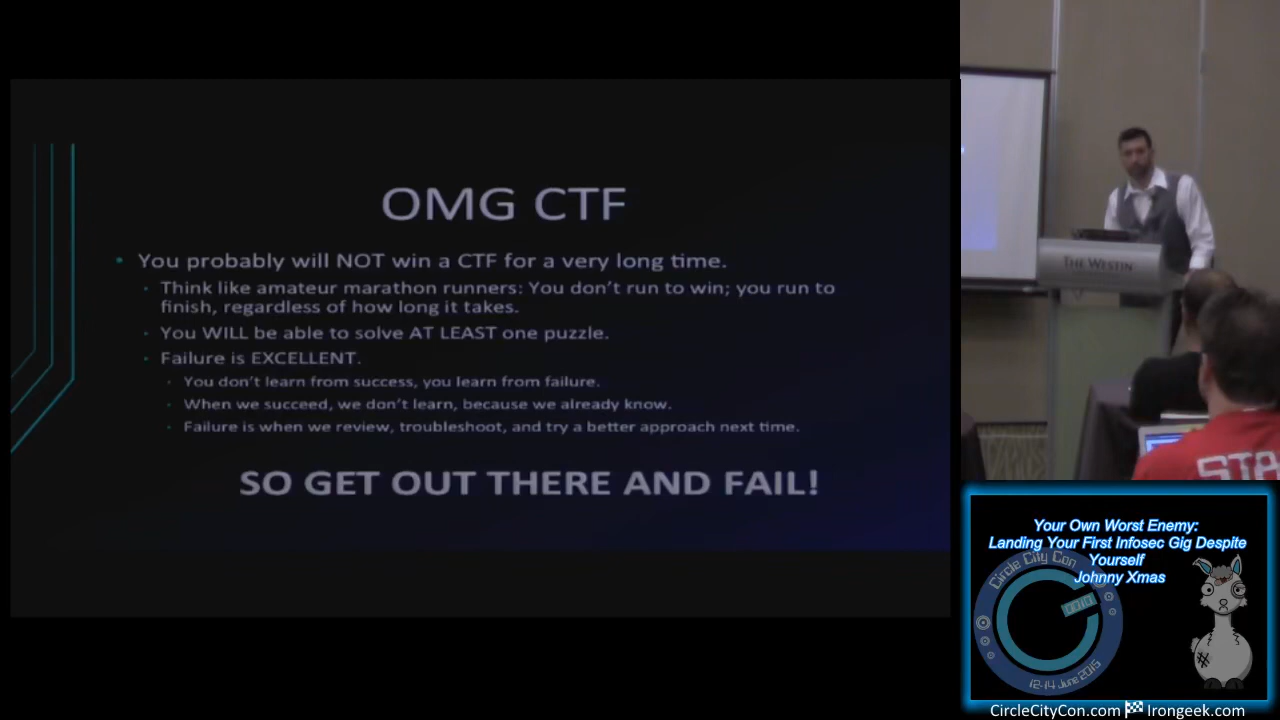 OMG CTF
You probably will NOT win a CTF for a very long time.
Think like amateur marathon runners: You don't run to win; you run to
finish, regardless of how long it takes.
You WILL be able to solve AT LEAST one puzzle.
Failure is EXCELLENT.
You don't learn from success, you learn from failure.
When we succeed, we don't learn, because we already know.
Failure is when we review, troubleshoot, and try a better approach next time.
SO GET OUT THERE AND FAIL!
THE WESTIN
STA
Your Own Worst Enemy:
Landing Your First Infosec Gig Despite
Yourself
Johnny Xmas
Circle City Con
0010
12-14 June 2015
CircleCityCon.com Irongeek.com